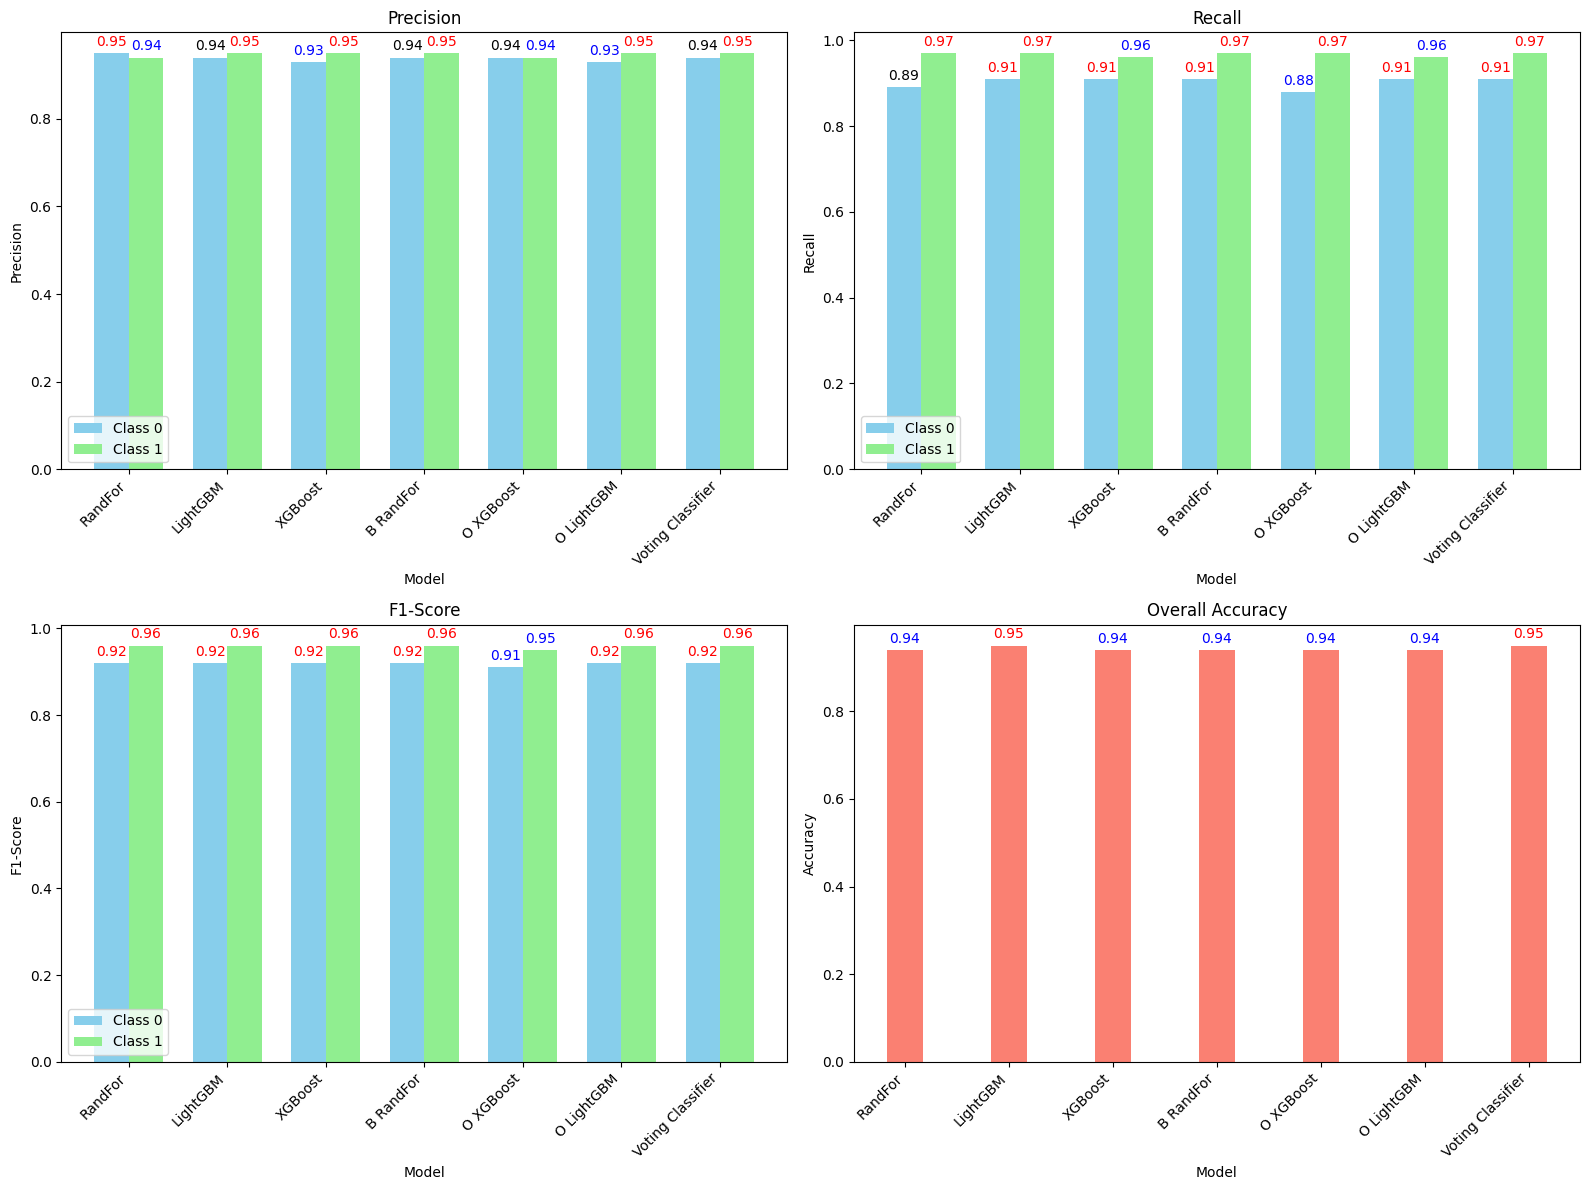 Precision
0.95 0.94 0.94 0.95 0.93 0.95 0.94 0.95 0.94 0.94 0.93 0.95 0.94 0.95
0.8
0.6
0.4
0.2
0.0
Precision
Class 0
Class 1
RandFor
LightGBM
XGBoost
B RandFor
O XGBoost
O LightGBM
Voting Classifier
Model
Recall
0.89 0.97 0.91 0.97 0.91 0.96 0.91 0.97 0.88 0.97 0.91 0.96 0.91 0.97
1.0
0.8
0.6
0.4
0.2
0.0
Recall
Class 0
Class 1
RandFor
LightGBM
XGBoost
B RandFor
O XGBoost
O LightGBM
Voting Classifier
Model
F1-Score
0.92 0.96 0.92 0.96 0.92 0.96 0.92 0.96 0.91 0.95 0.92 0.96 0.92 0.96
1.0
0.8
0.6
0.4
0.2
0.0
F1-Score
Class 0
Class 1
RandFor
LightGBM
XGBoost
B RandFor
O XGBoost
O LightGBM
Voting Classifier
Model
Overall Accuracy
0.94 0.95 0.94 0.94 0.94 0.94 0.95
0.8
0.6
0.4
0.2
0.0
Accuracy
RandFor
LightGBM
XGBoost
B RandFor
O XGBoost
O LightGBM
Voting Classifier
Model